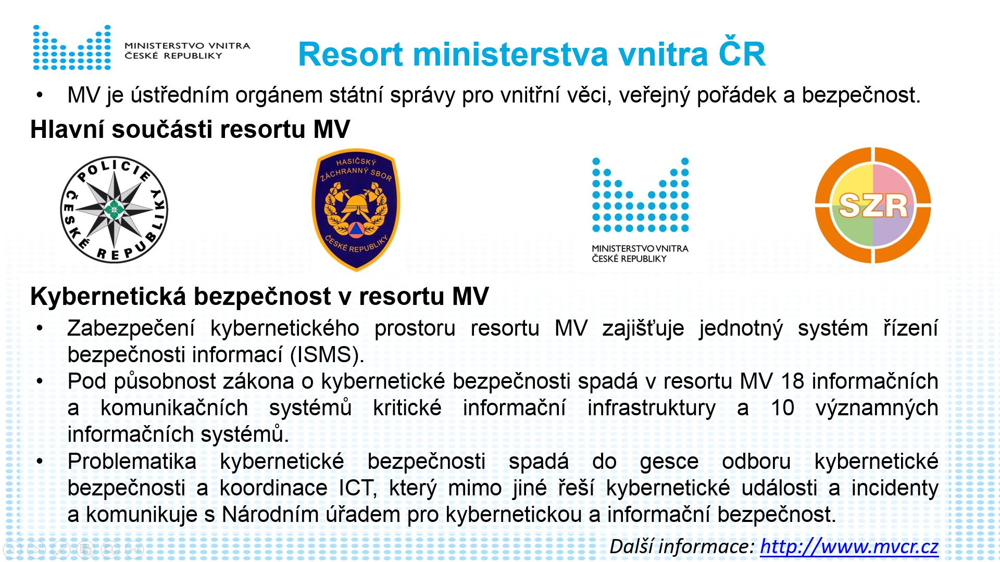 MINISTERSTVO VNITRA
ČESKÉ REPUBLIKY
Resort ministerstva vnitra ČR
• MV je ústředním orgánem státní správy pro vnitřní věci, veřejný pořádek a bezpečnost.
Hlavní součásti resortu MV
POLICIE ČESKÉ REPUBLIKY
HASIČSKÝ
ZÁCHRANNÝ SBOR
ČESKÉ REPUBLIKY
MINISTERSTVO VNITRA
ČESKÉ REPUBLIKY
SZR
Kybernetická bezpečnost v resortu MV
• Zabezpečení kybernetického prostoru resortu MV zajišťuje jednotný systém řízení
bezpečnosti informací (ISMS).
• Pod působnost zákona o kybernetické bezpečnosti spadá v resortu MV 18 informačních
a komunikačních systémů kritické informační infrastruktury a 10 významných
informačních systémů.
• Problematika kybernetické bezpečnosti spadá do gesce odboru kybernetické
bezpečnosti a koordinace ICT, který mimo jiné řeší kybernetické události a incidenty
a komunikuje s Národním úřadem pro kybernetickou a informační bezpečnost.
Další informace: http://www.mvcr.cz